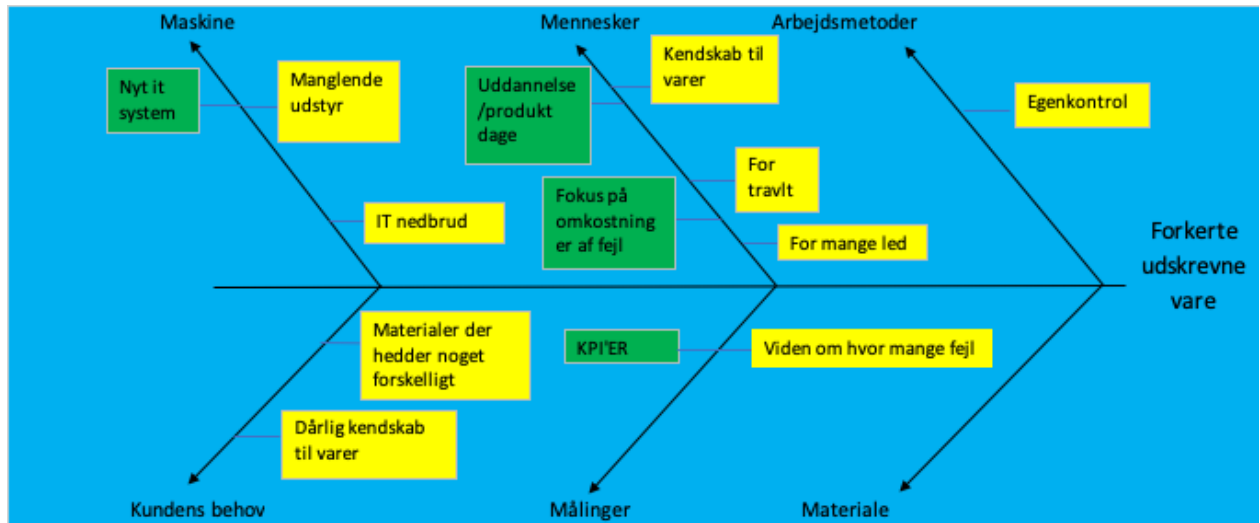 Maskine
Mennesker
Arbejdsmetoder
Nyt it
system
Manglende
udstyr
IT nedbrud
Uddannelse
/produkt
dage
Kendskab til
varer
For
travlt
Fokus på
omkostning
er af fejl
For mange led
Egenkontrol
Forkerte
udskrevne
vare
Materialer der
hedder noget
forskelligt
Dårlig kendskab
til varer
KPI'ER
Viden om hvor mange fejl
Kundens behov
Målinger
Materiale